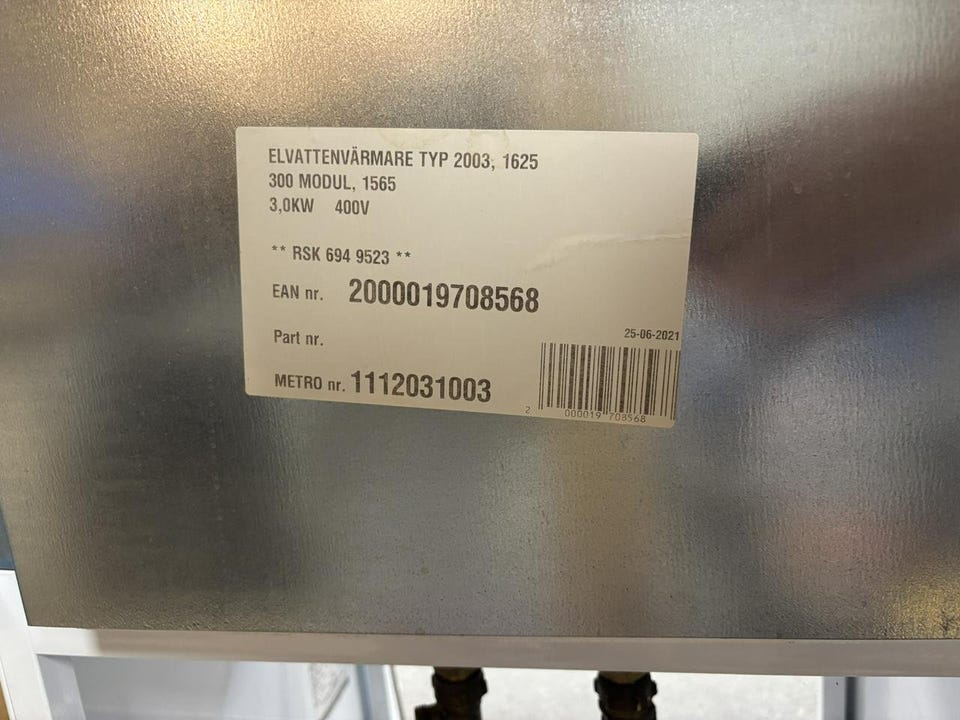 ELVATTENVÄRMARE TYP 2003, 1625
300 MODUL, 1565
3,0KW 400V
** RSK 694 9523 **
EAN nr. 2000019708568
Part nr.
25-06-2021
METRO nr. 1112031003
2 000019 708568